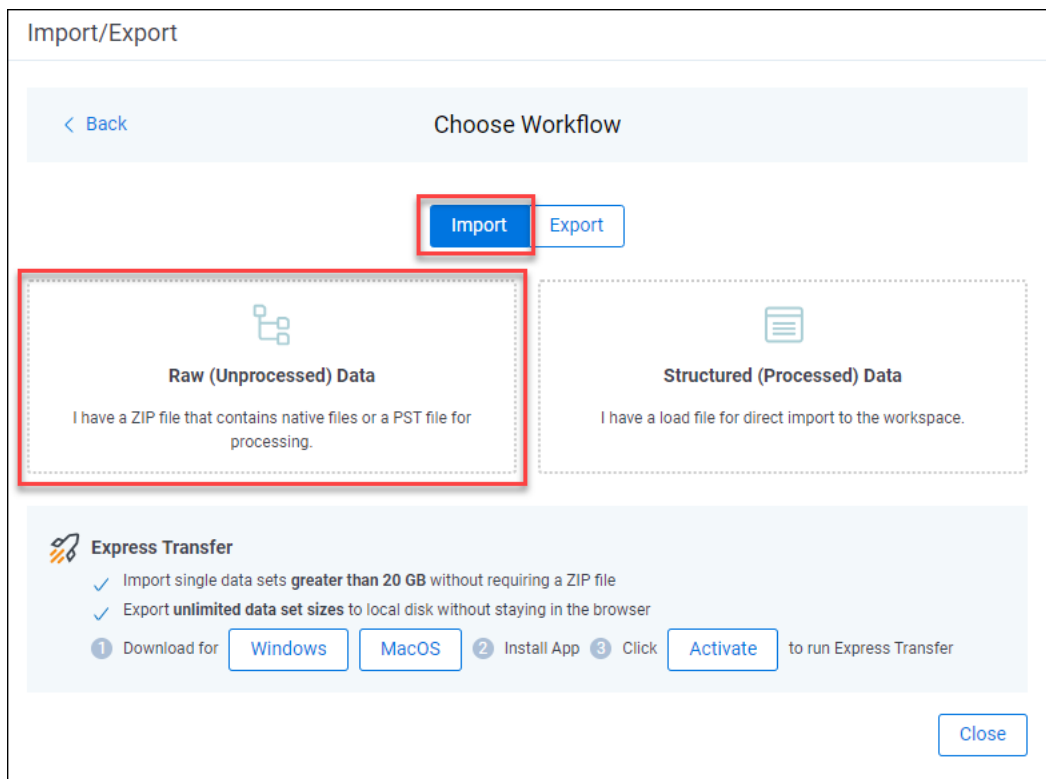 Import/Export
Back
Choose Workflow
Import
Export
Raw (Unprocessed) Data
I have a ZIP file that contains native files or a PST file for
processing.
Structured (Processed) Data
I have a load file for direct import to the workspace.
Express Transfer
Import single data sets greater than 20 GB without requiring a ZIP file
Export unlimited data set sizes to local disk without staying in the browser
1 Download for Windows MacOS 2 Install App 3 Click Activate to run Express Transfer
Close